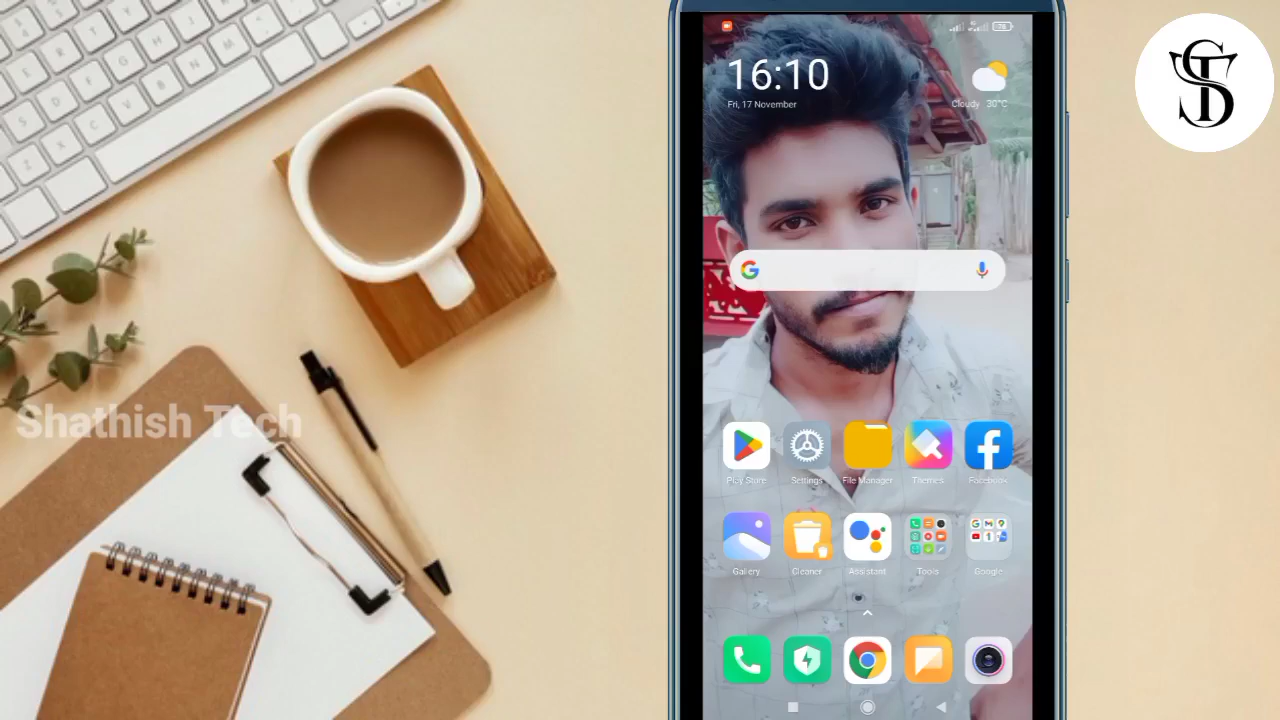 16:10
Fri, 17 November
Cloudy 30°C
Shathish Tech
Play Store
Settings
File Manager
Themes
Facebook
Gallery
Cleaner
Assistant
Tools
Google